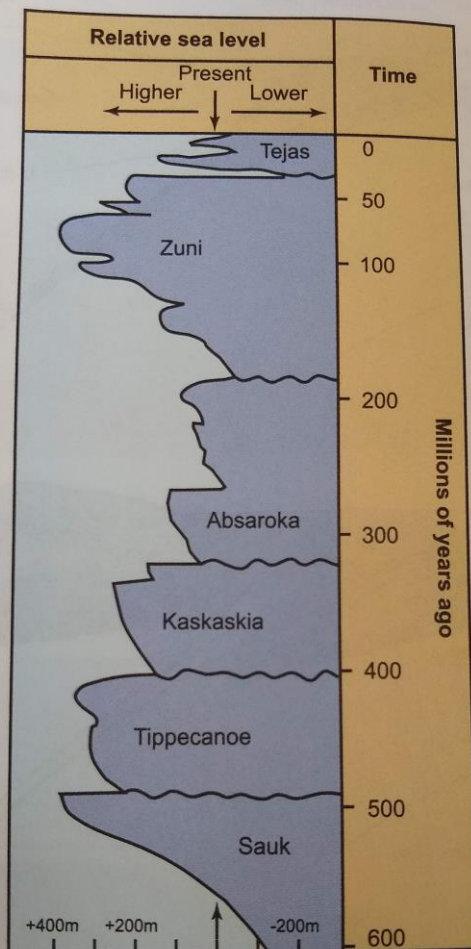 Relative sea level
Present
Higher Lower
Time
Tejas
0
50
Zuni
100
200
Absaroka
300
Kaskaskia
400
Tippecanoe
500
Sauk
+400m +200m -200m
600
Millions of years ago